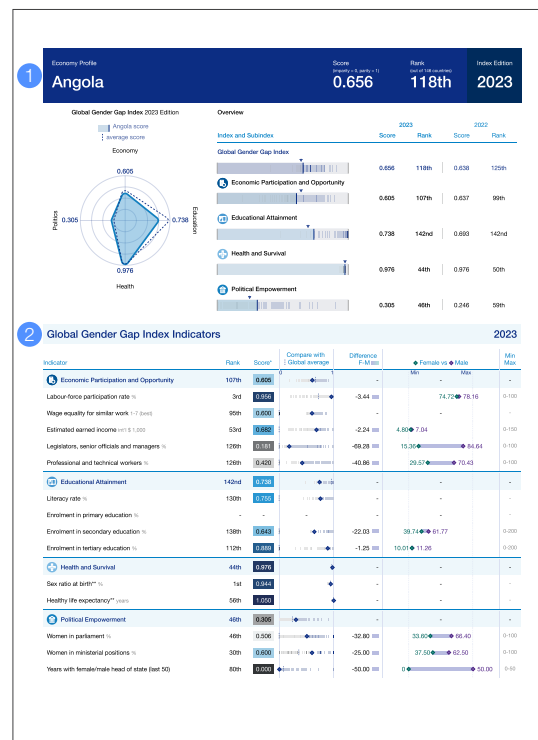 1
Economy Profile
Angola
Score
(imparity = 0, parity = 1)
0.656
Rank
(out of 146 countries)
118th
Index Edition
2023
Global Gender Gap Index 2023 Edition
Angola score
average score
Economy
0.605
Politics
0.305
0.738
Education
0.976
Health
Overview
2023 2022
Index and Subindex Score Rank Score Rank
Global Gender Gap Index
0.656 118th 0.638 125th
Economic Participation and Opportunity
0.605 107th 0.637 99th
Educational Attainment
0.738 142nd 0.693 142nd
Health and Survival
0.976 44th 0.976 50th
Political Empowerment
0.305 46th 0.246 59th
2
Global Gender Gap Index Indicators 2023
Indicator Rank Score* Compare with Global average Difference F-M Female vs Male Min Max
0 1 Min Max
Economic Participation and Opportunity 107th 0.605 - - -
Labour-force participation rate % 3rd 0.956 -3.44 74.72 78.16 0-100
Wage equality for similar work 1-7 (best) 95th 0.600 - - -
Estimated earned income int'l $ 1,000 53rd 0.682 -2.24 4.80 7.04 0-150
Legislators, senior officials and managers % 126th 0.181 -69.28 15.36 84.64 0-100
Professional and technical workers % 126th 0.420 -40.86 29.57 70.43 0-100
Educational Attainment 142nd 0.738 - - -
Literacy rate % 130th 0.755 - - -
Enrolment in primary education % - - - - -
Enrolment in secondary education % 138th 0.643 -22.03 39.74 61.77 0-200
Enrolment in tertiary education % 112th 0.889 -1.25 10.01 11.26 0-200
Health and Survival 44th 0.976 - - -
Sex ratio at birth** % 1st 0.944 - - -
Healthy life expectancy** years 56th 1.050 - - -
Political Empowerment 46th 0.305 - - -
Women in parliament % 46th 0.506 -32.80 33.60 66.40 0-100
Women in ministerial positions % 30th 0.600 -25.00 37.50 62.50 0-100
Years with female/male head of state (last 50) 80th 0.000 -50.00 0 50.00 0-50